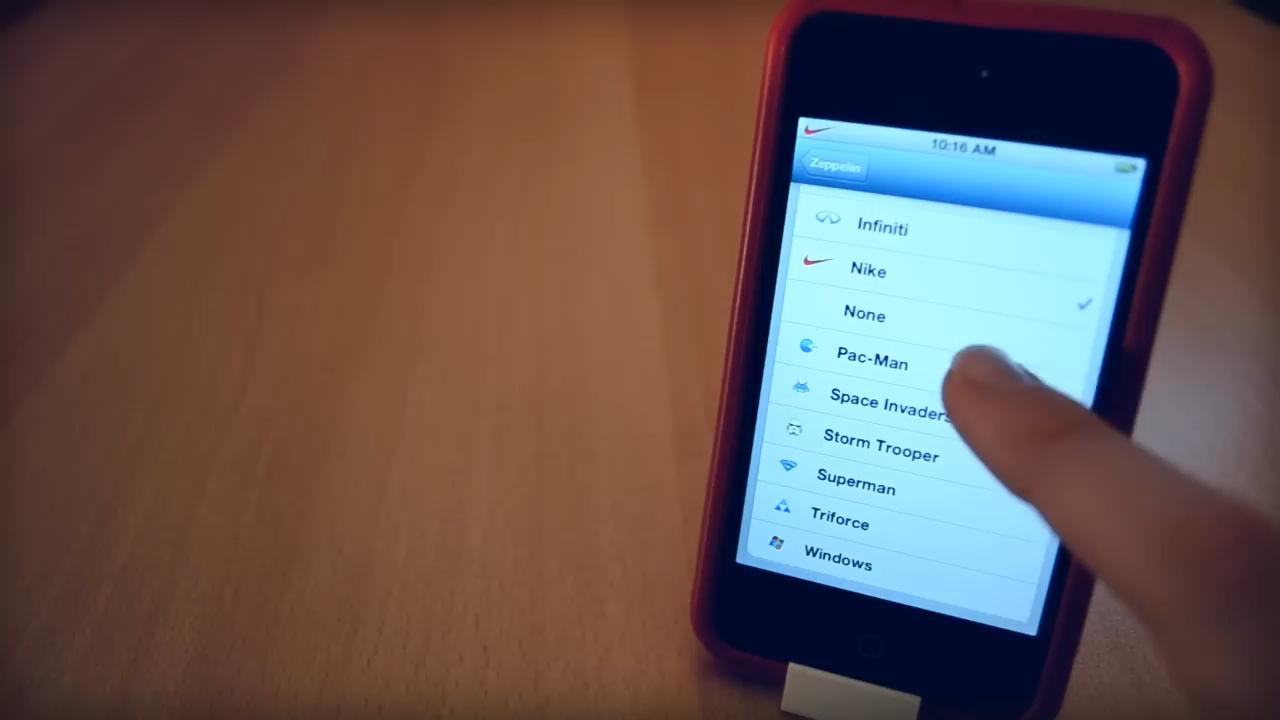 10:16 AM
Zeppelin
Infiniti
Nike
None
Pac-Man
Space Invaders
Storm Trooper
Superman
Triforce
Windows